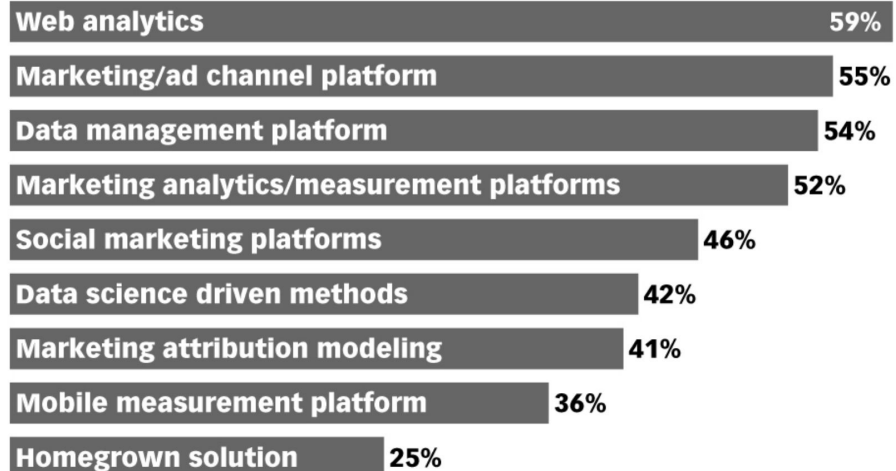 Web analytics 59%
Marketing/ad channel platform 55%
Data management platform 54%
Marketing analytics/measurement platforms 52%
Social marketing platforms 46%
Data science driven methods 42%
Marketing attribution modeling 41%
Mobile measurement platform 36%
Homegrown solution 25%